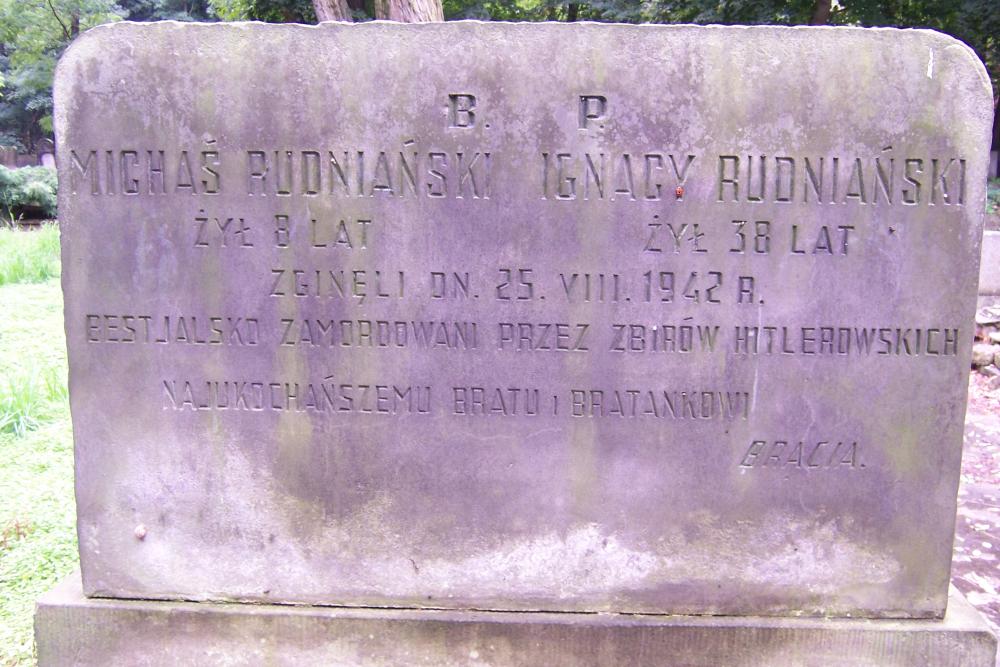 B. P.
MICHAŚ RUDNIAŃSKI IGNACY RUDNIAŃSKI
ŻYŁ 8 LAT ŻYŁ 38 LAT
ZGINĘLI DN. 25. VIII. 1942 R.
BESTJALSKO ZAMORDOWANI PRZEZ ZBIRÓW HITLEROWSKICH
NAJUKOCHAŃSZEMU BRATU I BRATANKOWI
BRACIA.